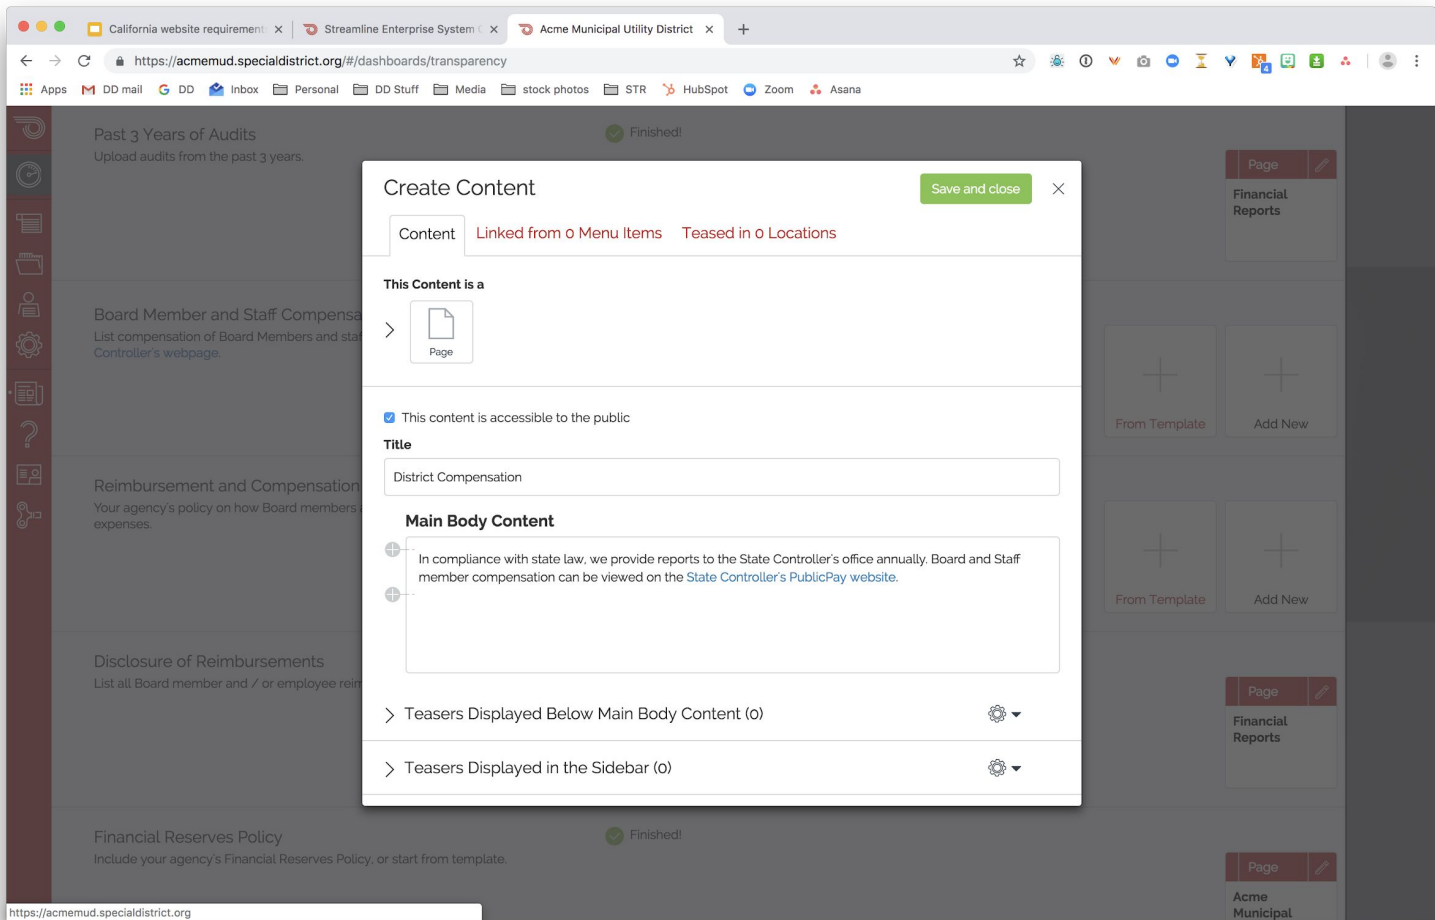 California website requirement
Streamline Enterprise System
Acme Municipal Utility District
https://acmemud.specialdistrict.org/#/dashboards/transparency
4
Apps
DD mail
DD
Inbox
Personal
DD Stuff
Media
stock photos
STR
HubSpot
Zoom
Asana
Past 3 Years of Audits
Upload audits from the past 3 years.
Finished!
Page
Financial
Reports
Create Content
Save and close
Content
Linked from 0 Menu Items
Teased in 0 Locations
This Content is a
Page
Board Member and Staff Compensa
List compensation of Board Members and staf
Controller's webpage.
From Template
Add New
This content is accessible to the public
Title
District Compensation
Reimbursement and Compensation
Your agency's policy on how Board members a
expenses.
From Template
Add New
Main Body Content
In compliance with state law, we provide reports to the State Controller's office annually. Board and Staff
member compensation can be viewed on the State Controller's PublicPay website.
Disclosure of Reimbursements
List all Board member and / or employee reim
Page
Financial
Reports
Teasers Displayed Below Main Body Content (0)
Teasers Displayed in the Sidebar (0)
Financial Reserves Policy
Include your agency's Financial Reserves Policy, or start from template.
Finished!
Page
Acme
Municipal
https://acmemud.specialdistrict.org